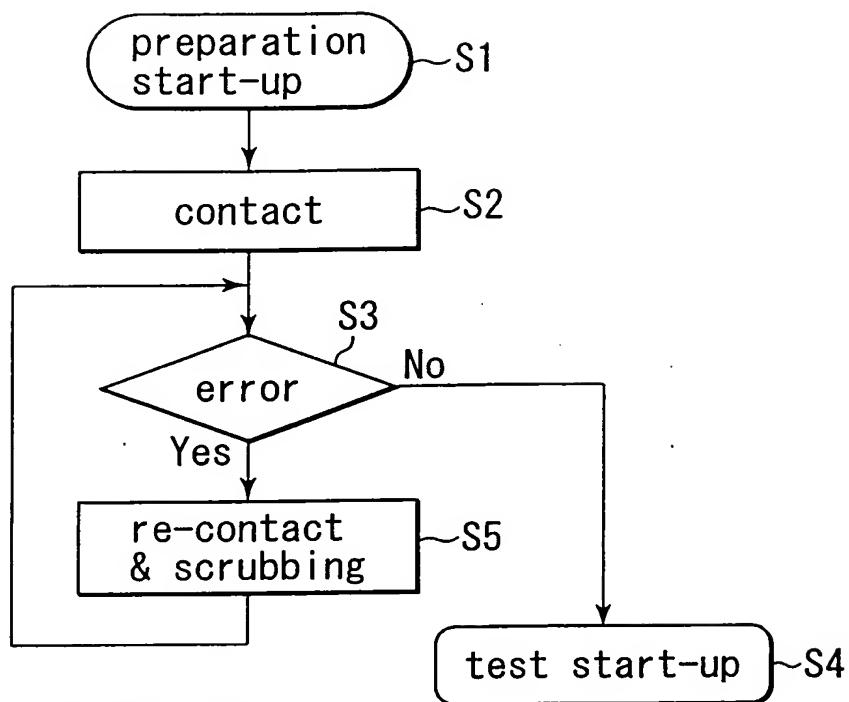 preparation
start-up
S1
contact
S2
S3
error
No
Yes
re-contact
& scrubbing
S5
test start-up
S4